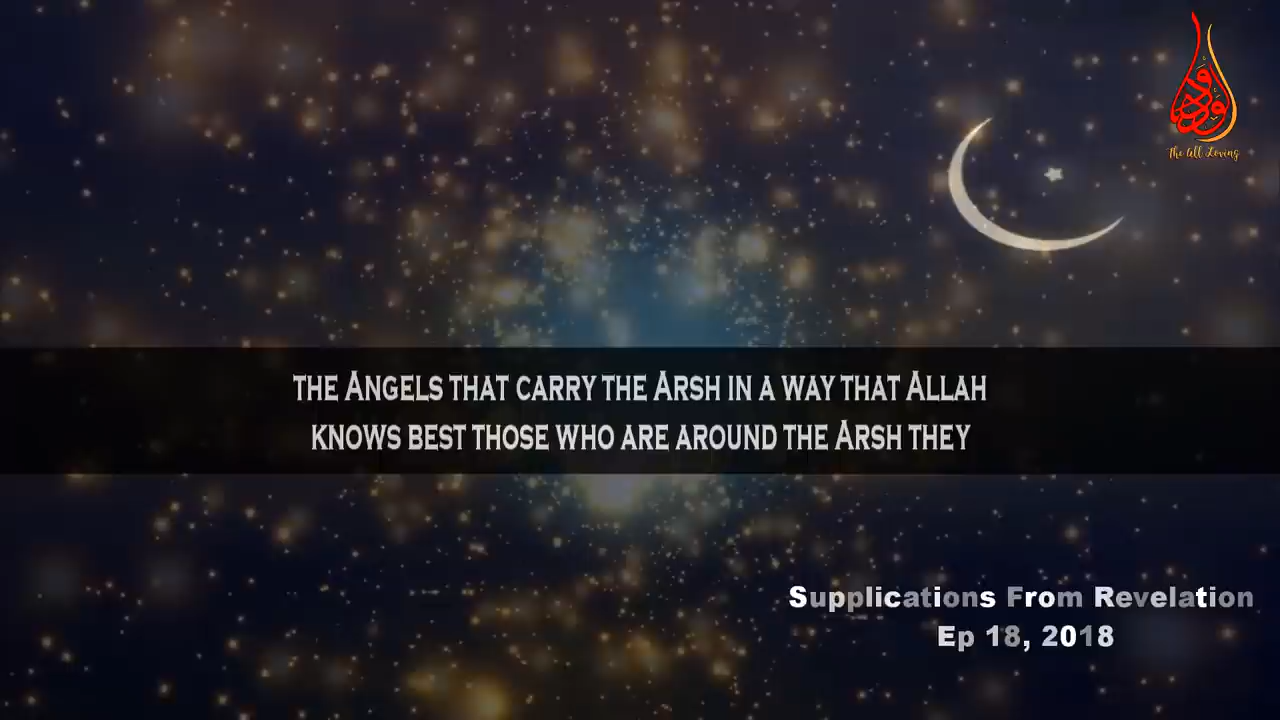 الودود
The All Loving
THE ANGELS THAT CARRY THE ARSH IN A WAY THAT ALLAH
KNOWS BEST THOSE WHO ARE AROUND THE ARSH THEY
Supplications From Revelation
Ep 18, 2018